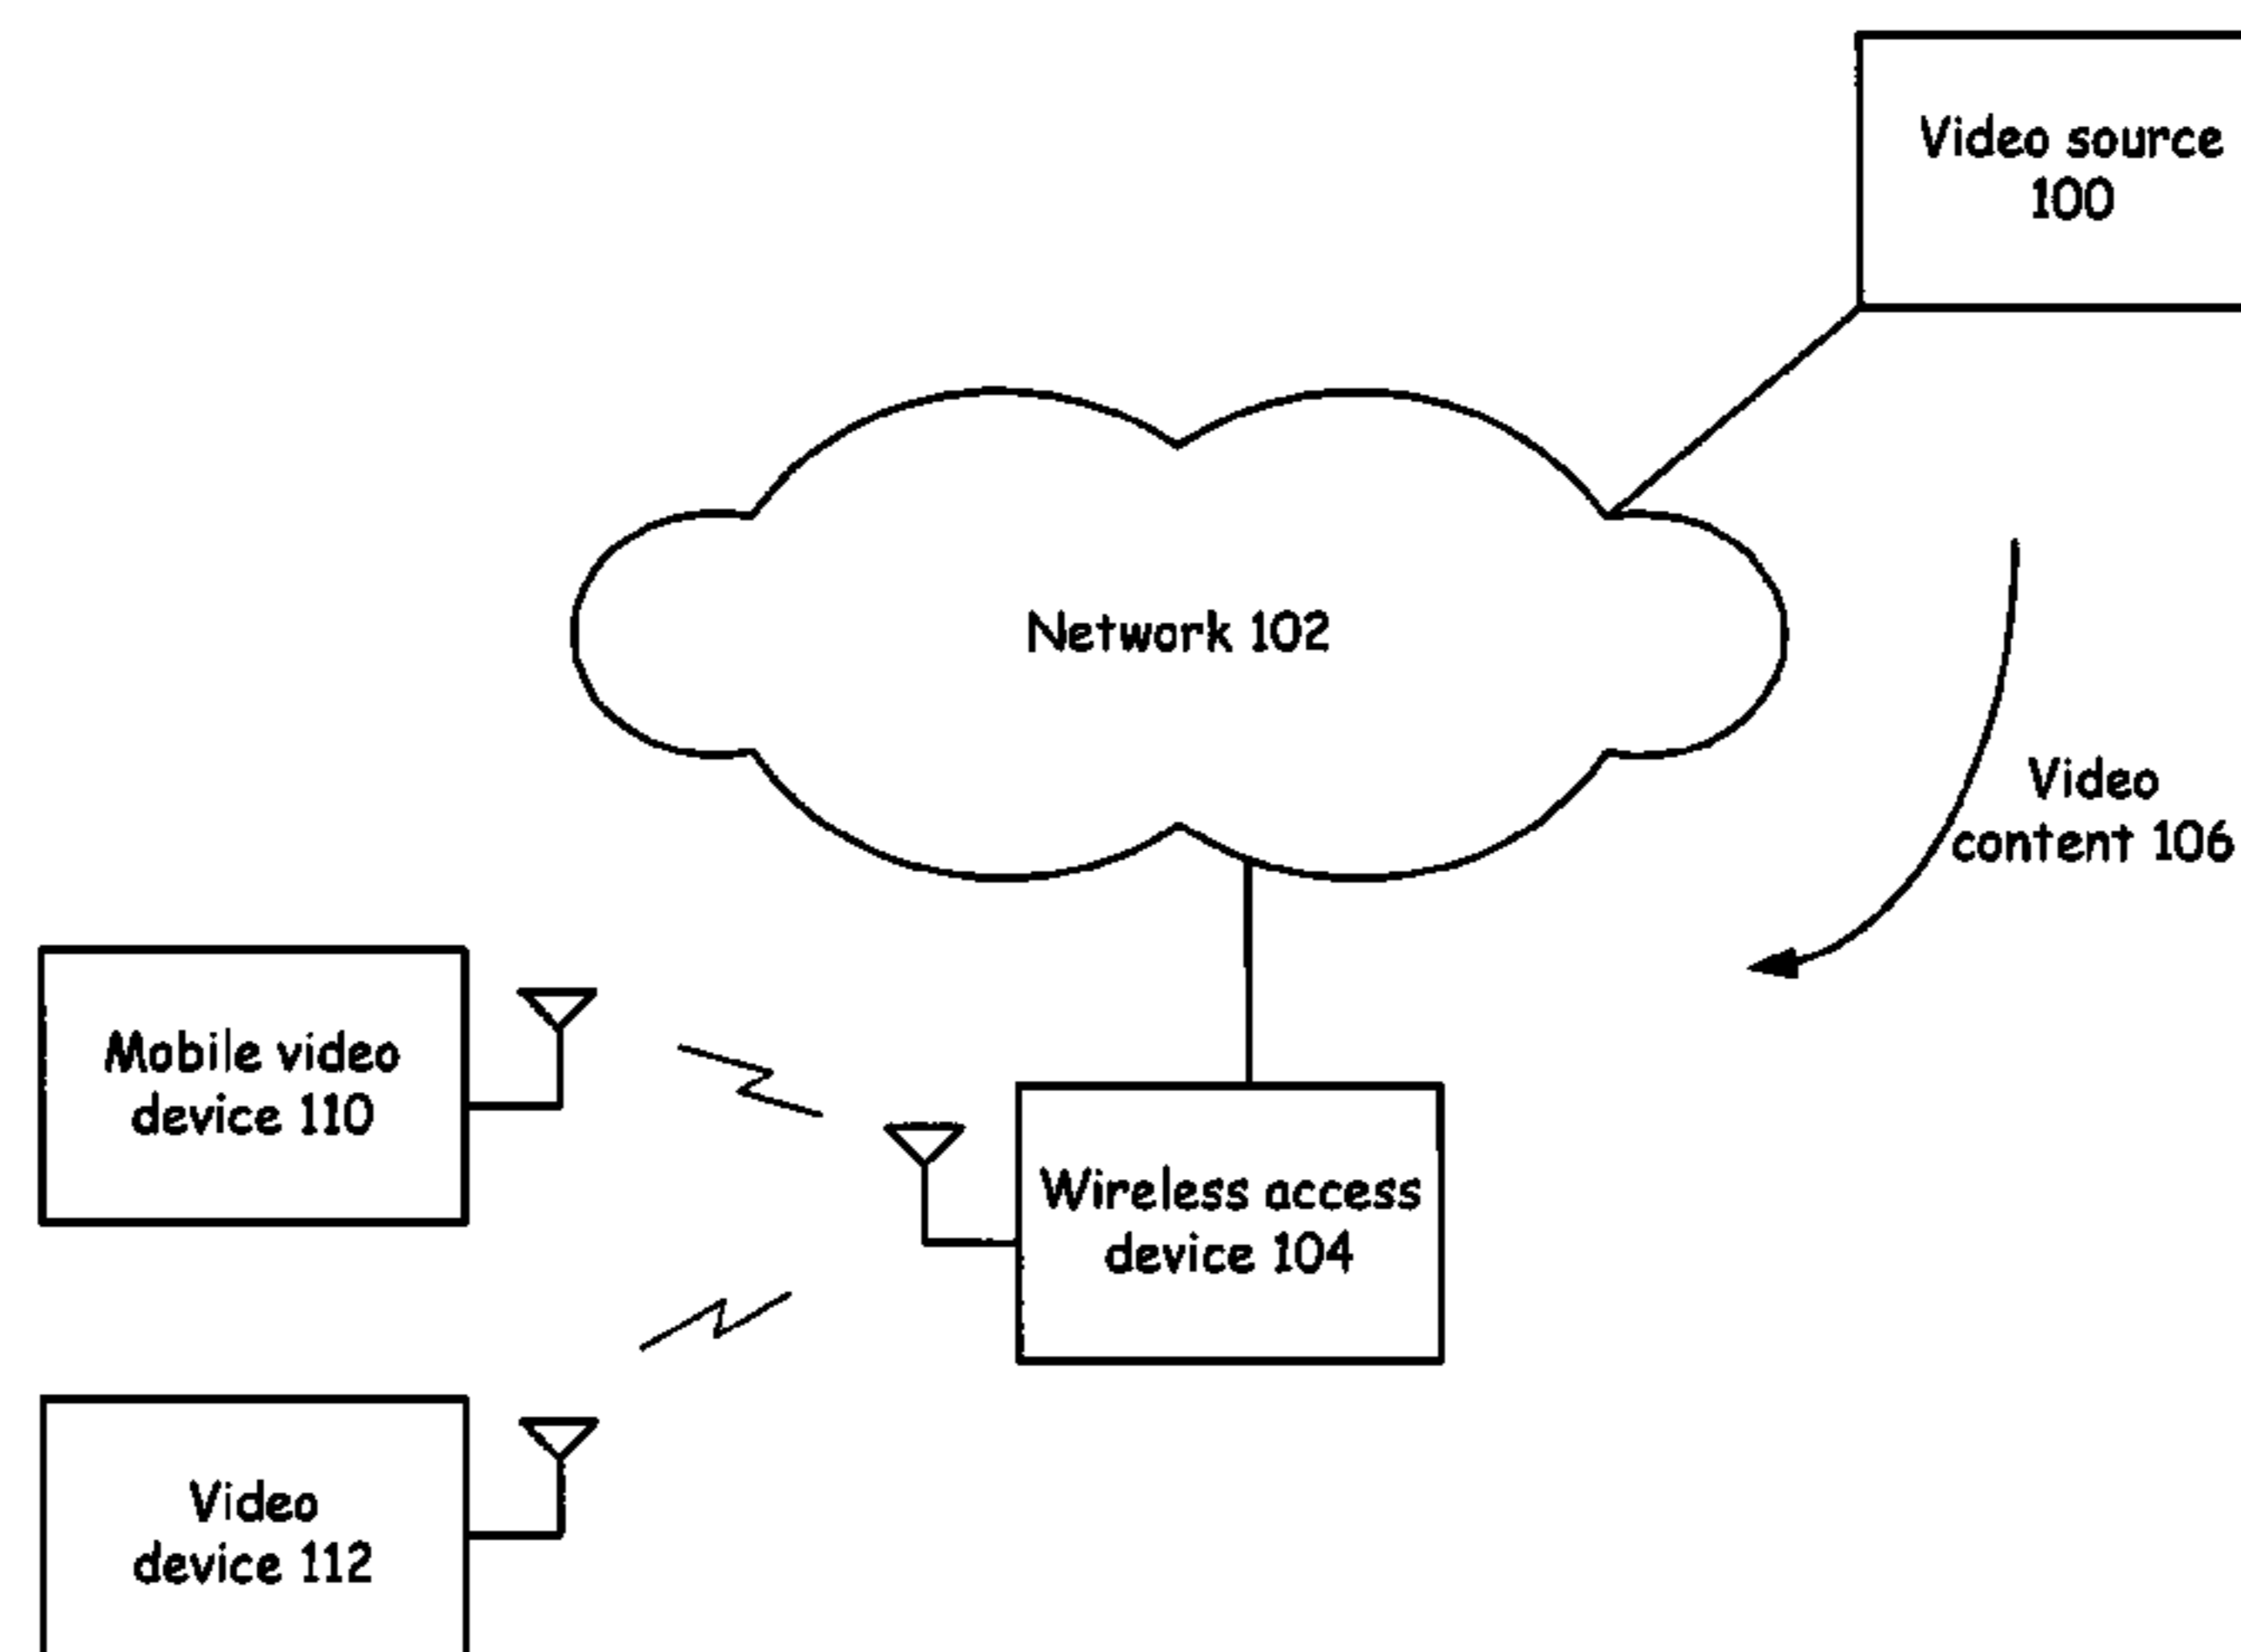 Video source
100
Network 102
Video
content 106
Mobile video
device 110
Wireless access
device 104
Video
device 112